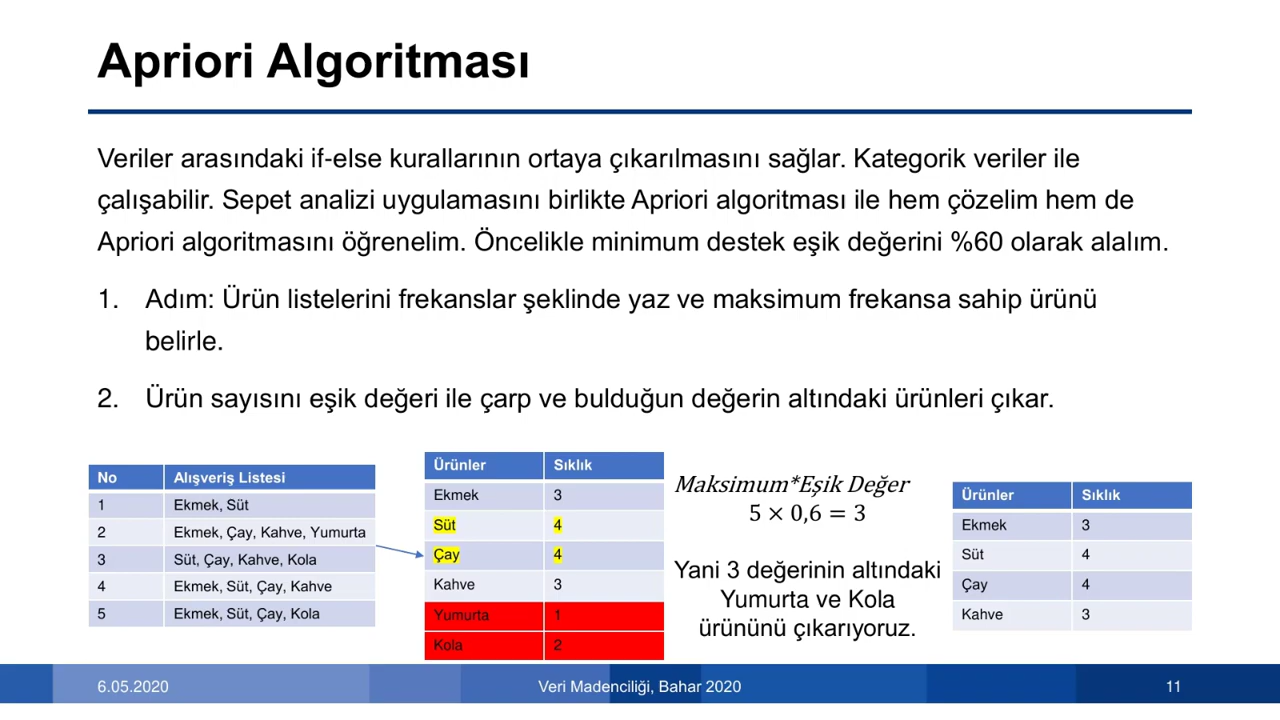 Apriori Algoritması
Veriler arasındaki if-else kurallarının ortaya çıkarılmasını sağlar. Kategorik veriler ile
çalışabilir. Sepet analizi uygulamasını birlikte Apriori algoritması ile hem çözelim hem de
Apriori algoritmasını öğrenelim. Öncelikle minimum destek eşik değerini %60 olarak alalım.
1. Adım: Ürün listelerini frekanslar şeklinde yaz ve maksimum frekansa sahip ürünü
belirle.
2. Ürün sayısını eşik değeri ile çarp ve bulduğun değerin altındaki ürünleri çıkar.
No Alışveriş Listesi
1 Ekmek, Süt
2 Ekmek, Çay, Kahve, Yumurta
3 Süt, Çay, Kahve, Kola
4 Ekmek, Süt, Çay, Kahve
5 Ekmek, Süt, Çay, Kola
Ürünler Sıklık
Ekmek 3
Süt 4
Çay 4
Kahve 3
Yumurta 1
Kola 2
Maksimum*Eşik Değer
5 × 0,6 = 3
Yani 3 değerinin altındaki
Yumurta ve Kola
ürününü çıkarıyoruz.
Ürünler Sıklık
Ekmek 3
Süt 4
Çay 4
Kahve 3
6.05.2020 Veri Madenciliği, Bahar 2020 11